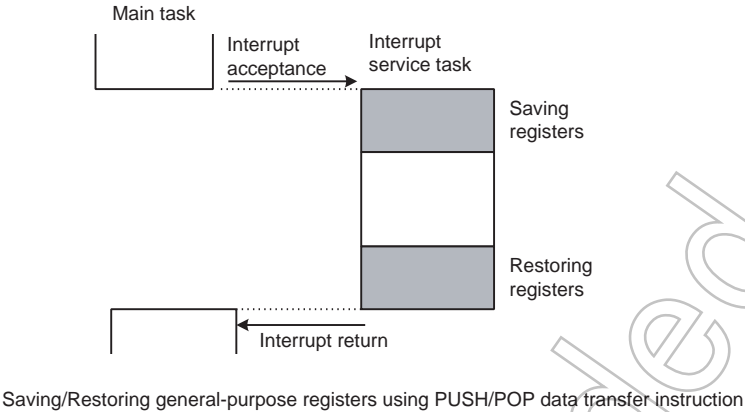 Main task
Interrupt
acceptance
Interrupt
service task
Saving
registers
Restoring
registers
Interrupt return
Saving/Restoring general-purpose registers using PUSH/POP data transfer instruction